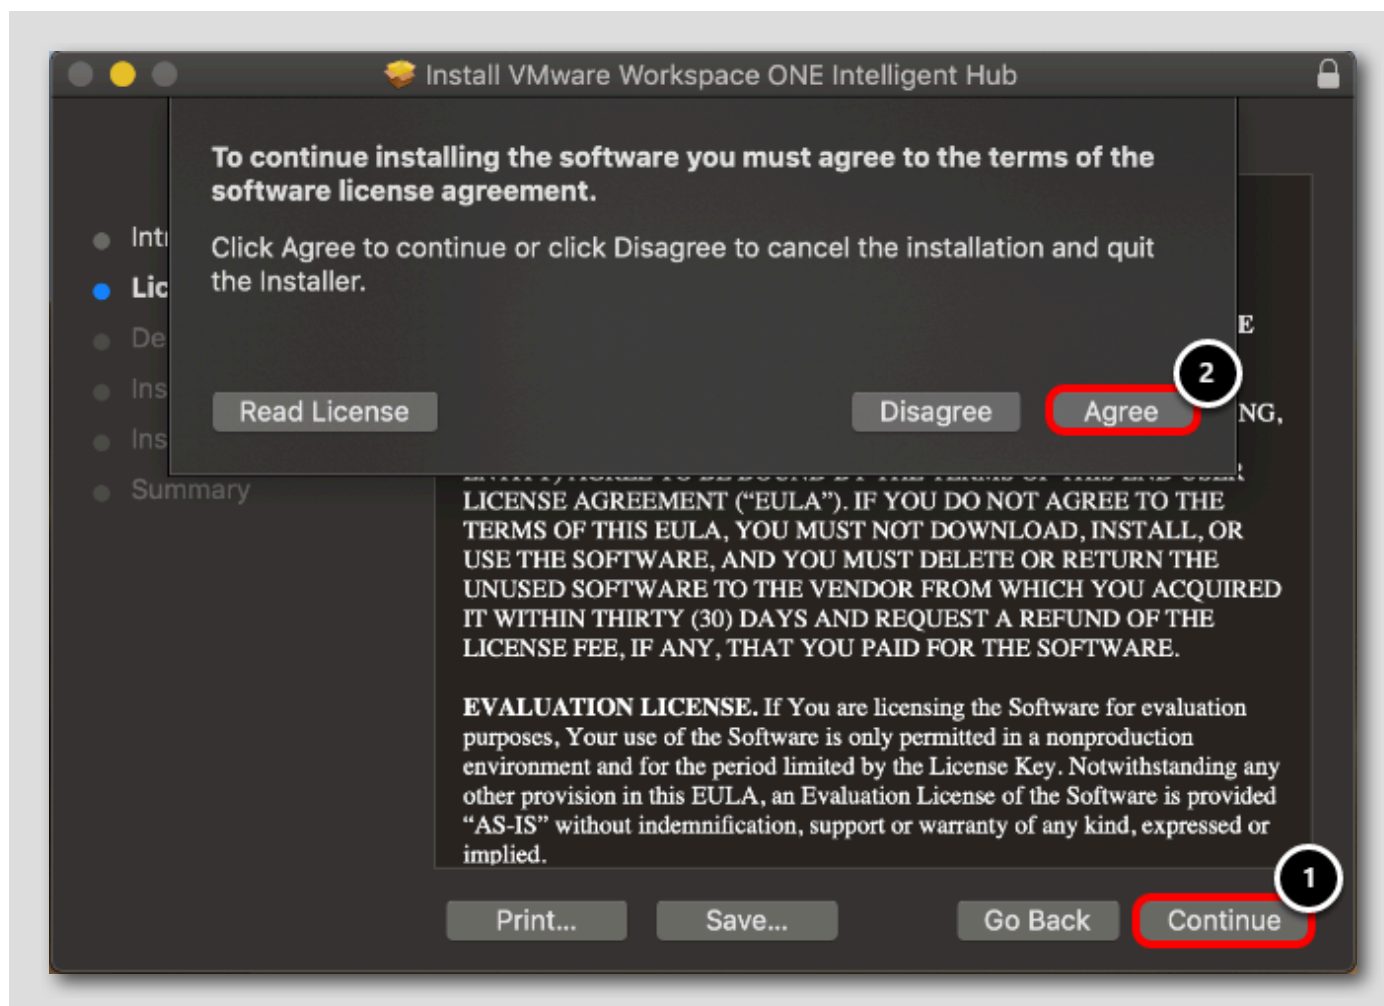 Install VMware Workspace ONE Intelligent Hub
To continue installing the software you must agree to the terms of the
software license agreement.
Click Agree to continue or click Disagree to cancel the installation and quit
the Installer.
Read License
Disagree
Agree
2
Int
Lic
De
Ins
Ins
Summary
E
NG,
LICENSE AGREEMENT (“EULA”). IF YOU DO NOT AGREE TO THE
TERMS OF THIS EULA, YOU MUST NOT DOWNLOAD, INSTALL, OR
USE THE SOFTWARE, AND YOU MUST DELETE OR RETURN THE
UNUSED SOFTWARE TO THE VENDOR FROM WHICH YOU ACQUIRED
IT WITHIN THIRTY (30) DAYS AND REQUEST A REFUND OF THE
LICENSE FEE, IF ANY, THAT YOU PAID FOR THE SOFTWARE.
EVALUATION LICENSE. If You are licensing the Software for evaluation
purposes, Your use of the Software is only permitted in a nonproduction
environment and for the period limited by the License Key. Notwithstanding any
other provision in this EULA, an Evaluation License of the Software is provided
“AS-IS” without indemnification, support or warranty of any kind, expressed or
implied.
Print...
Save...
Go Back
Continue
1